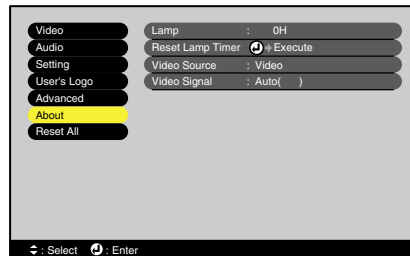 Video
Audio
Setting
User's Logo
Advanced
About
Reset All
Lamp : 0H
Reset Lamp Timer Execute
Video Source : Video
Video Signal : Auto( )
: Select : Enter